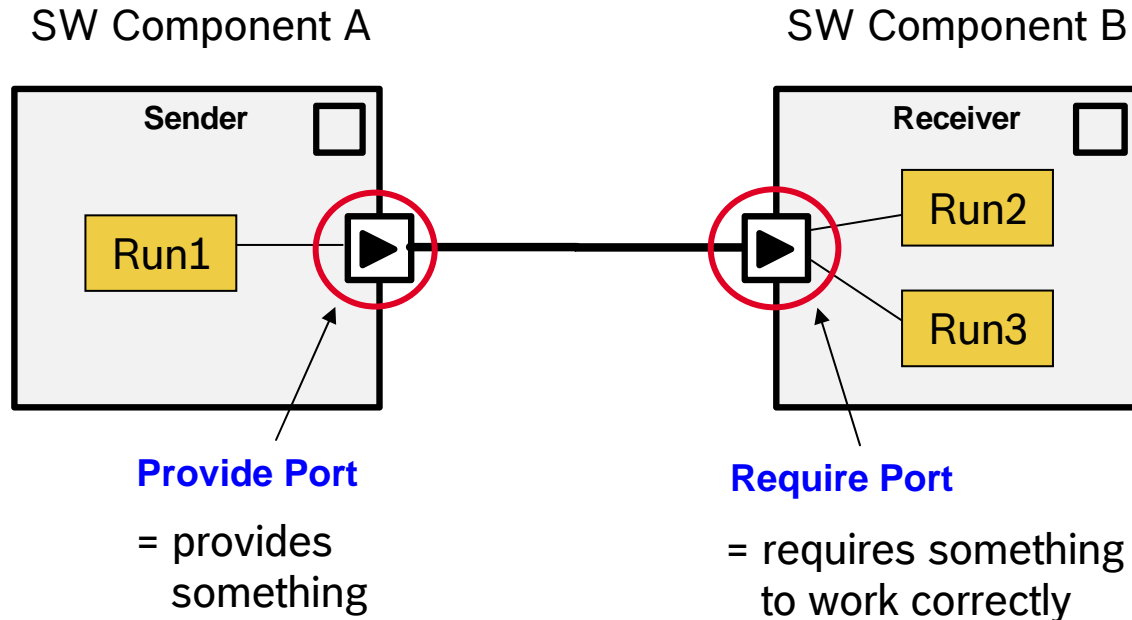 SW Component A
SW Component B
Sender
Receiver
Run1
Run2
Run3
Provide Port
= provides
something
Require Port
= requires something
to work correctly